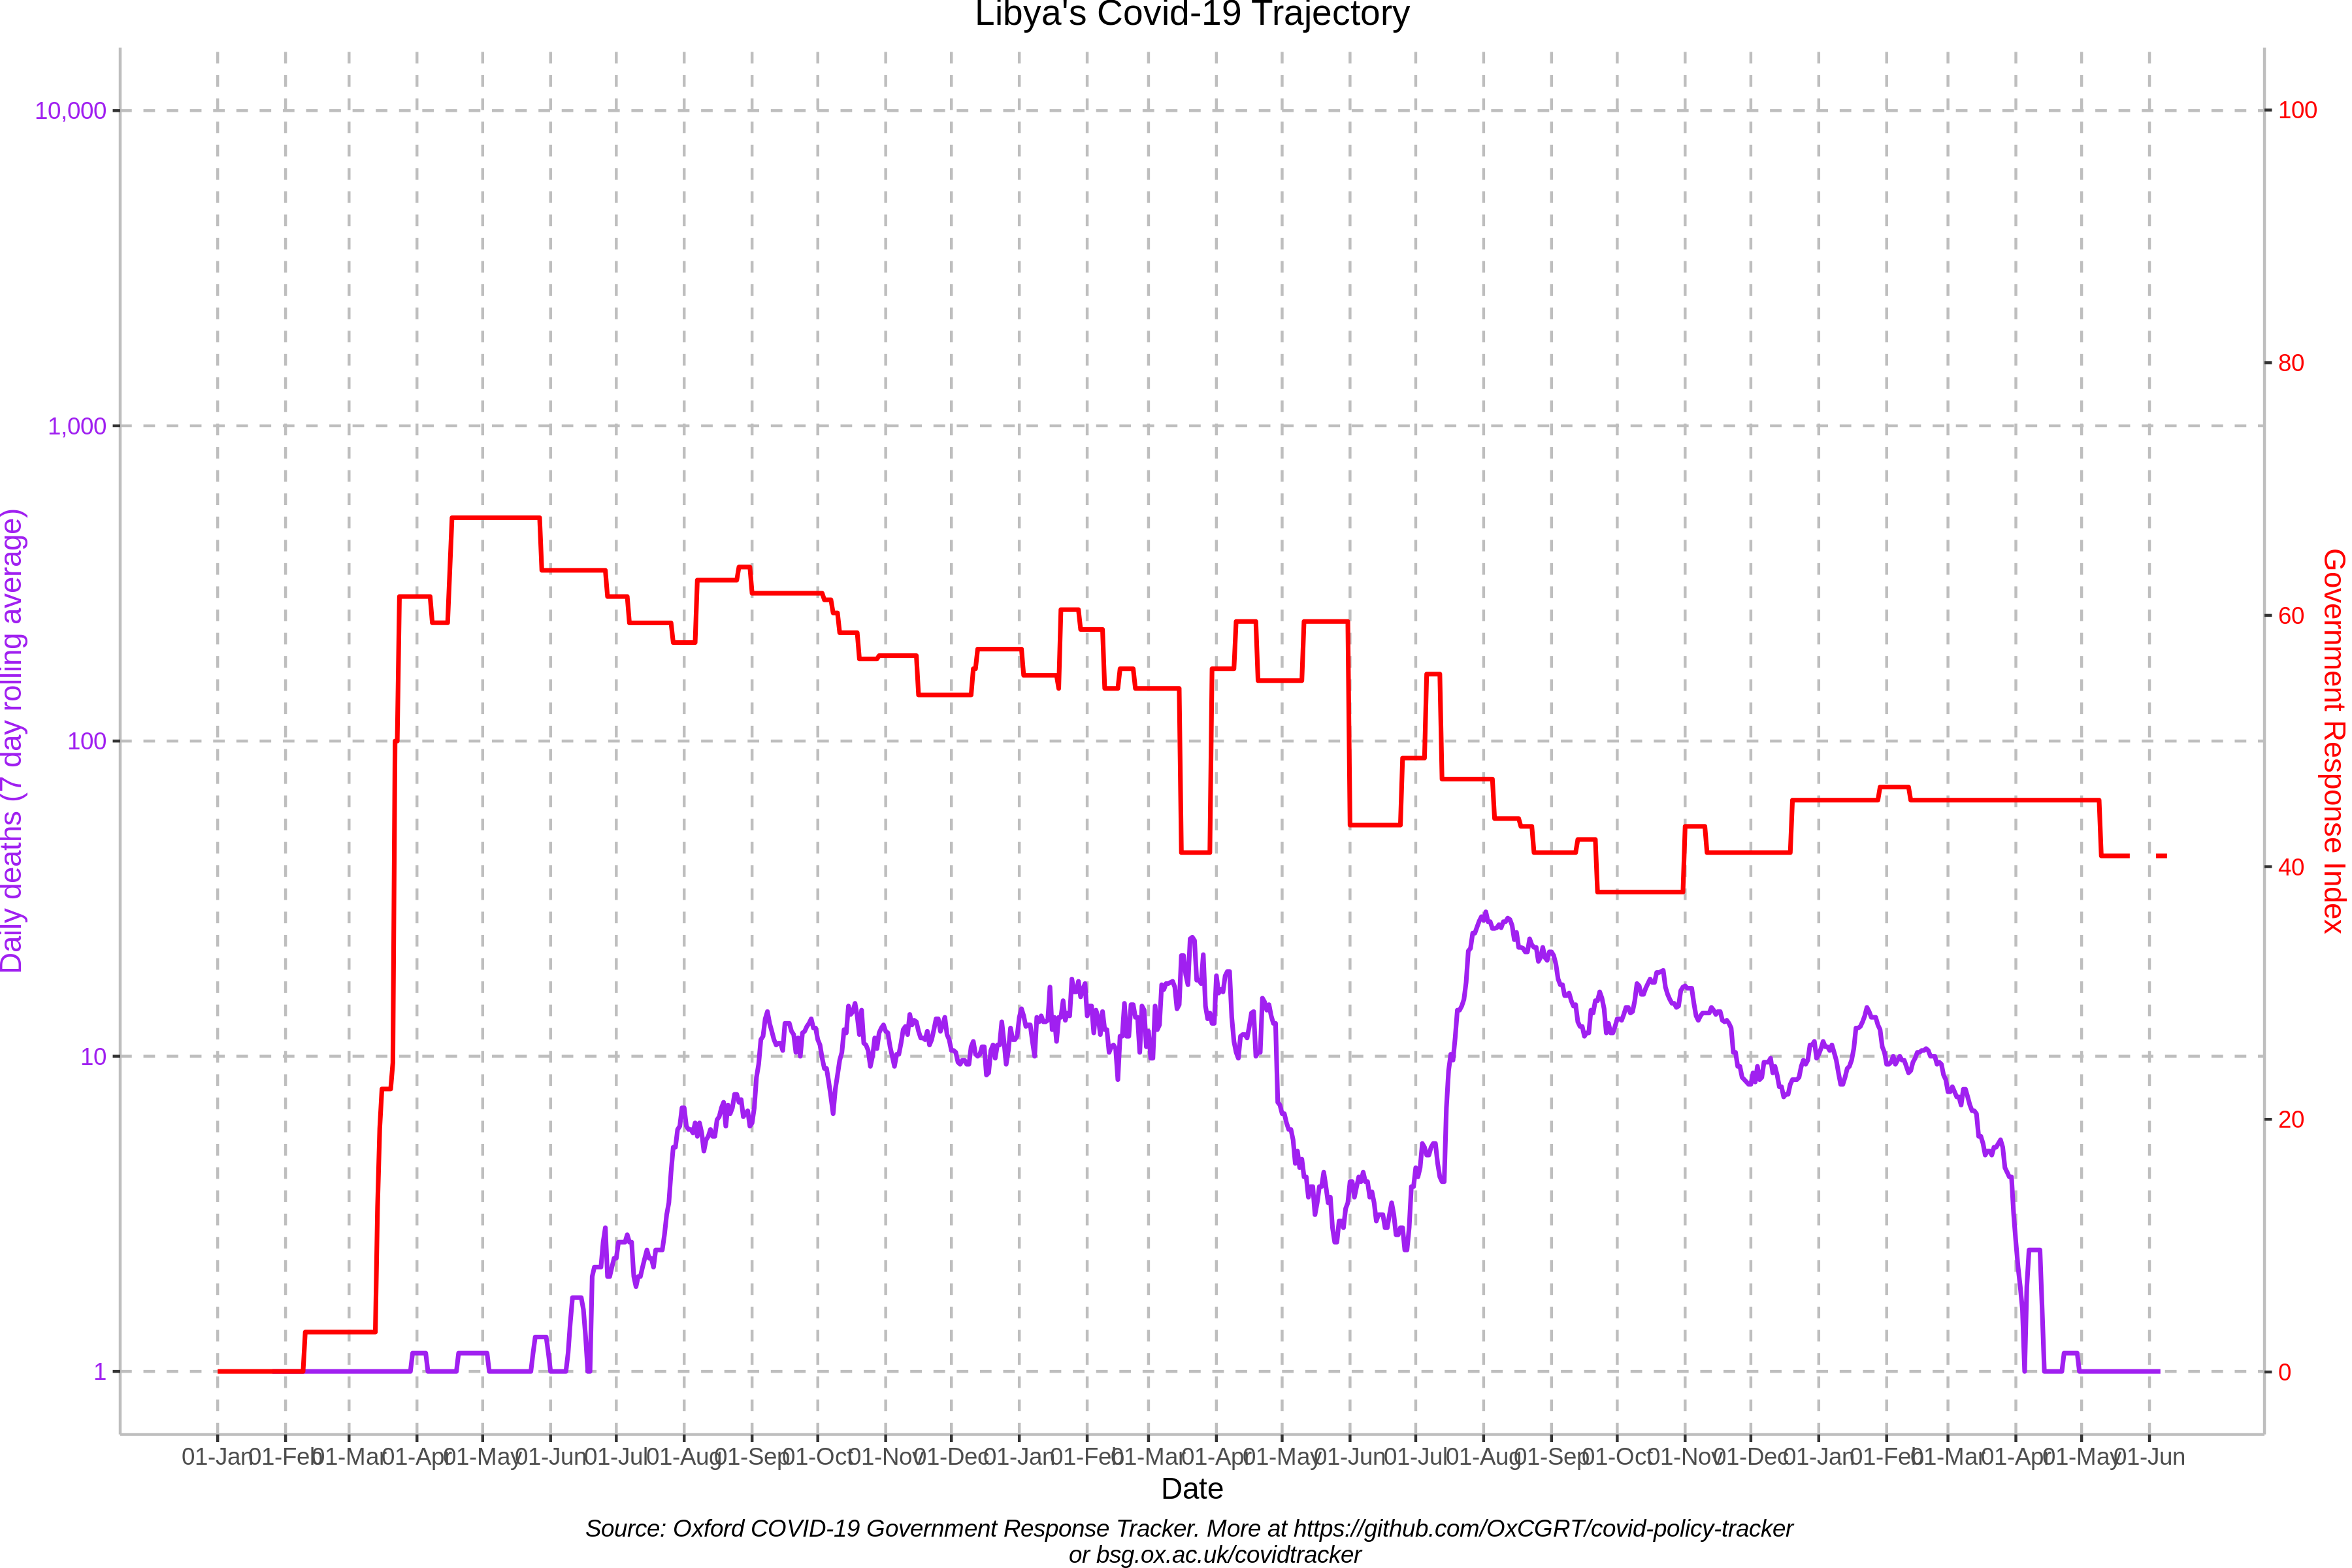 Libya's Covid-19 Trajectory
10,000
1,000
100
10
1
Daily deaths (7 day rolling average)
100
80
60
40
20
0
Government Response Index
01-Jan 01-Feb 01-Mar 01-Apr 01-May 01-Jun 01-Jul 01-Aug 01-Sep 01-Oct 01-Nov 01-Dec 01-Jan 01-Feb 01-Mar 01-Apr 01-May 01-Jun 01-Jul 01-Aug 01-Sep 01-Oct 01-Nov 01-Dec 01-Jan 01-Feb 01-Mar 01-Apr 01-May 01-Jun
Date
Source: Oxford COVID-19 Government Response Tracker. More at https://github.com/OxCGRT/covid-policy-tracker
or bsg.ox.ac.uk/covidtracker